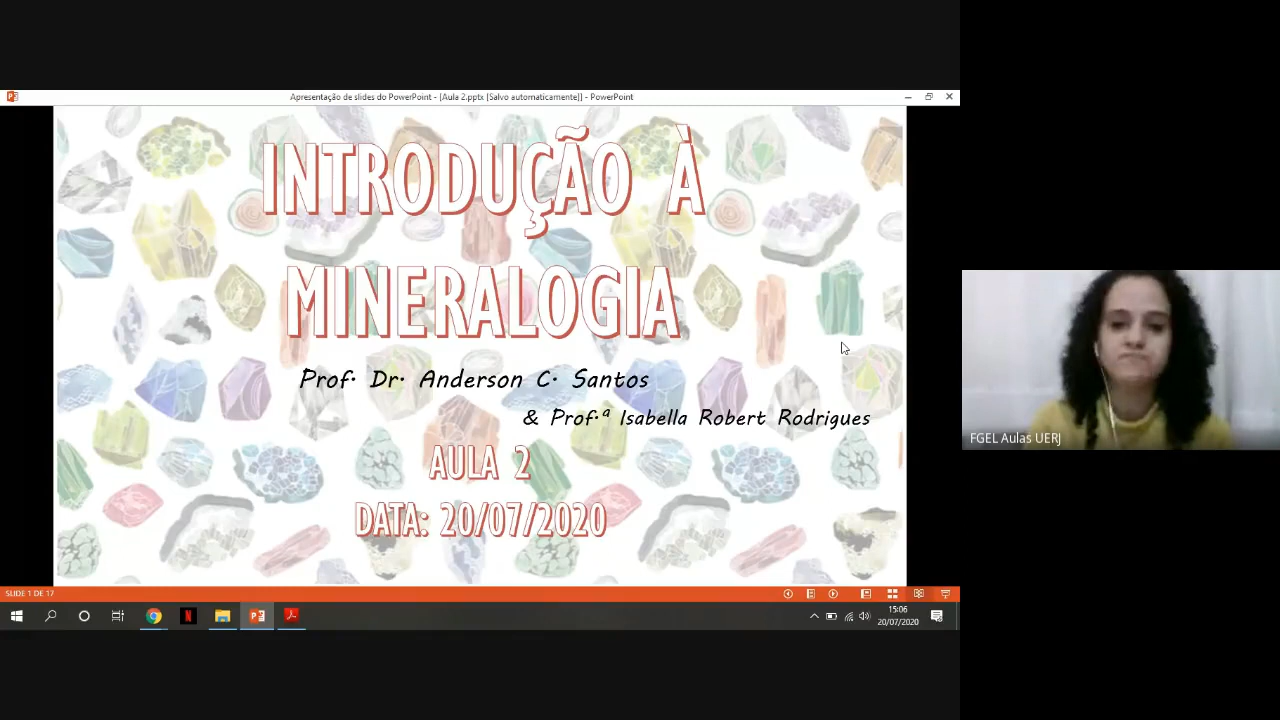 Apresentação de slides do PowerPoint - [Aula 2.pptx [Salvo automaticamente]] - PowerPoint
INTRODUÇÃO À
MINERALOGIA
Prof. Dr. Anderson C. Santos
& Prof.ª Isabella Robert Rodrigues
AULA 2
DATA: 20/07/2020
FGEL Aulas UERJ
SLIDE 1 DE 17
15:06
20/07/2020